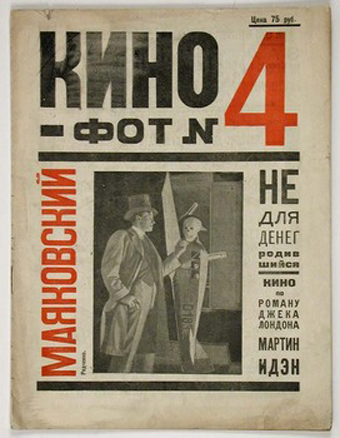 Цена 75 руб.
КИНО
-ФОТ N 4
МАЯКОВСКИЙ
Родченко.
НЕ
ДЛЯ
ДЕНЕГ
родив
шийся
КИНО
по
РОМАНУ
ДЖЕКА
ЛОНДОНА
МАРТИН
ИДЭН